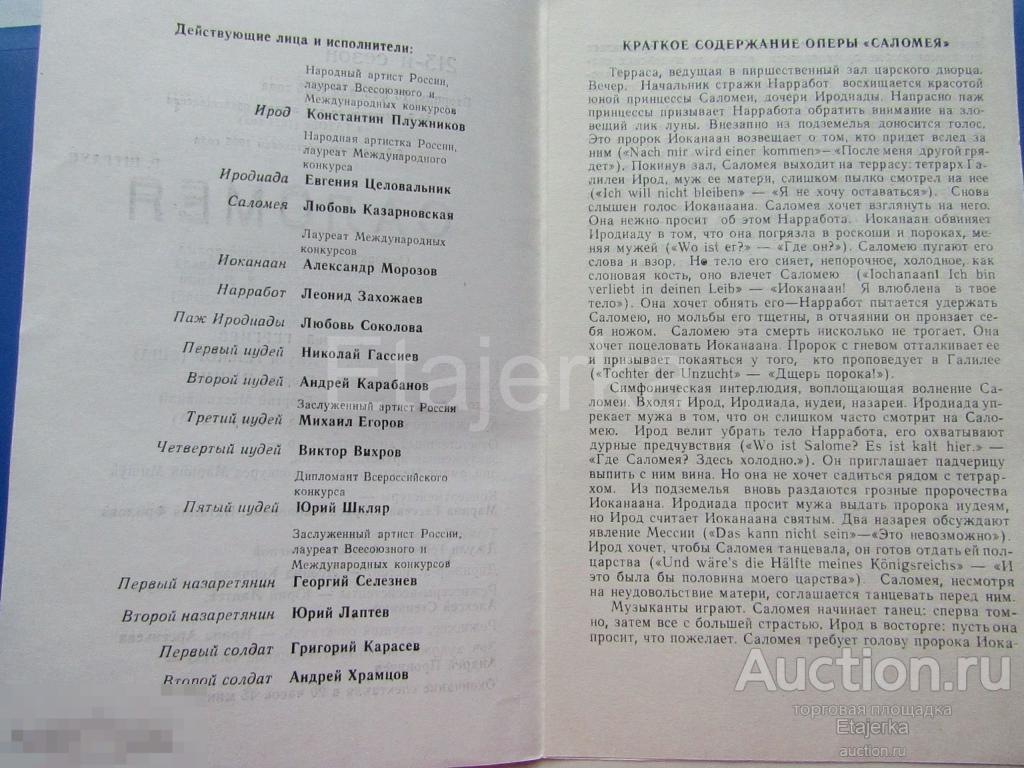 Действующие лица и исполнители:
Народный артист России,
лауреат Всесоюзного и
Международных конкурсов
Ирод Константин Плужников
Народная артистка России,
лауреат Международного
конкурса
Иродиада Евгения Целовальник
Саломея Любовь Казарновская
Лауреат Международных
конкурсов
Иоканаан Александр Морозов
Нарработ Леонид Захожаев
Паж Иродиады Любовь Соколова
Первый иудей Николай Гассиев
Второй иудей Андрей Карабанов
Заслуженный артист Россия
Третий иудей Михаил Егоров
Четвертый иудей Виктор Вихров
Дипломант Всероссийского
конкурса
Пятый иудей Юрий Шкляр
Заслуженный артист России,
лауреат Всесоюзного и
Международных конкурсов
Первый назаретянин Георгий Селезнев
Второй назаретянин Юрий Лаптев
Первый солдат Григорий Карасев
Второй солдат Андрей Храмцов
КРАТКОЕ СОДЕРЖАНИЕ ОПЕРЫ «САЛОМЕЯ»
Терраса, ведущая в пиршественный зал царского дворца.
Вечер. Начальник стражи Нарработ восхищается красотой
юной принцессы Саломеи, дочери Иродиады. Напрасно паж
принцессы призывает Нарработа обратить внимание на зло-
вещий лик луны. Внезапно из подземелья доносится голос.
Это пророк Иоканаан возвещает о том, кто придет вслед за
ним («Nach mir wird einer kommen»—«После меня другой гря-
дет»). Покинув зал, Саломея выходит на террасу: тетрарх Га-
лилеи Ирод, муж ее матери, слишком пылко смотрел на нее
(«Ich will nicht bleiben» — «Я не хочу оставаться»). Снова
слышен голос Иоканаана. Саломея хочет взглянуть на него.
Она нежно просит об этом Нарработа. Иоканаан обвиняет
Иродиаду в том, что она погрязла в роскоши и пороках, ме-
няя мужей («Wo ist er?» — «Где он?»). Саломею пугают его
слова и взор. Но тело его сияет, непорочное, холодное, как
слоновая кость, оно влечет Саломею («Iochanaan! Ich bin
verliebt in deinen Leib» — «Иоканаан! Я влюблена в твое
тело»). Она хочет обнять его—Нарработ пытается удержать
Саломею, но мольбы его тщетны, в отчаянии он пронзает се-
бя ножом. Саломею эта смерть нисколько не трогает. Она
хочет поцеловать Иоканаана. Пророк с гневом отталкивает ее
и призывает покаяться у того, кто проповедует в Галилее
(«Tochter der Unzucht» — «Дщерь порока!»).
Симфоническая интерлюдия, воплощающая волнение Са-
ломеи. Входят Ирод, Иродиада, иудеи, назареи. Иродиада уп-
рекает мужа в том, что он слишком часто смотрит на Сало-
мею. Ирод велит убрать тело Нарработа, его охватывают
дурные предчувствия («Wo ist Salome? Es ist kalt hier.» —
«Где Саломея? Здесь холодно.»). Он приглашает падчерицу
выпить с ним вина. Но она не хочет садиться рядом с тетрар-
хом. Из подземелья вновь раздаются грозные пророчества
Иоканаана. Иродиада просит мужа выдать пророка иудеям,
но Ирод считает Иоканаана святым. Два назарея обсуждают
явление Мессии («Das kann nicht sein»—«Это невозможно»).
Ирод хочет, чтобы Саломея танцевала, он готов отдать ей пол-
царства («Und wäre's die Hälfte meines Königsreichs» — «И
это была бы половина моего царства»). Саломея, несмотря
на неудовольствие матери, соглашается танцевать перед ним.
Музыканты играют. Саломея начинает танец: сперва том-
но, затем все с большей страстью. Ирод в восторге: пусть она
просит, что пожелает. Саломея требует голову пророка Иока-
Etajerka
Auction.ru
торговая площадка
Etajerka
auction.ru